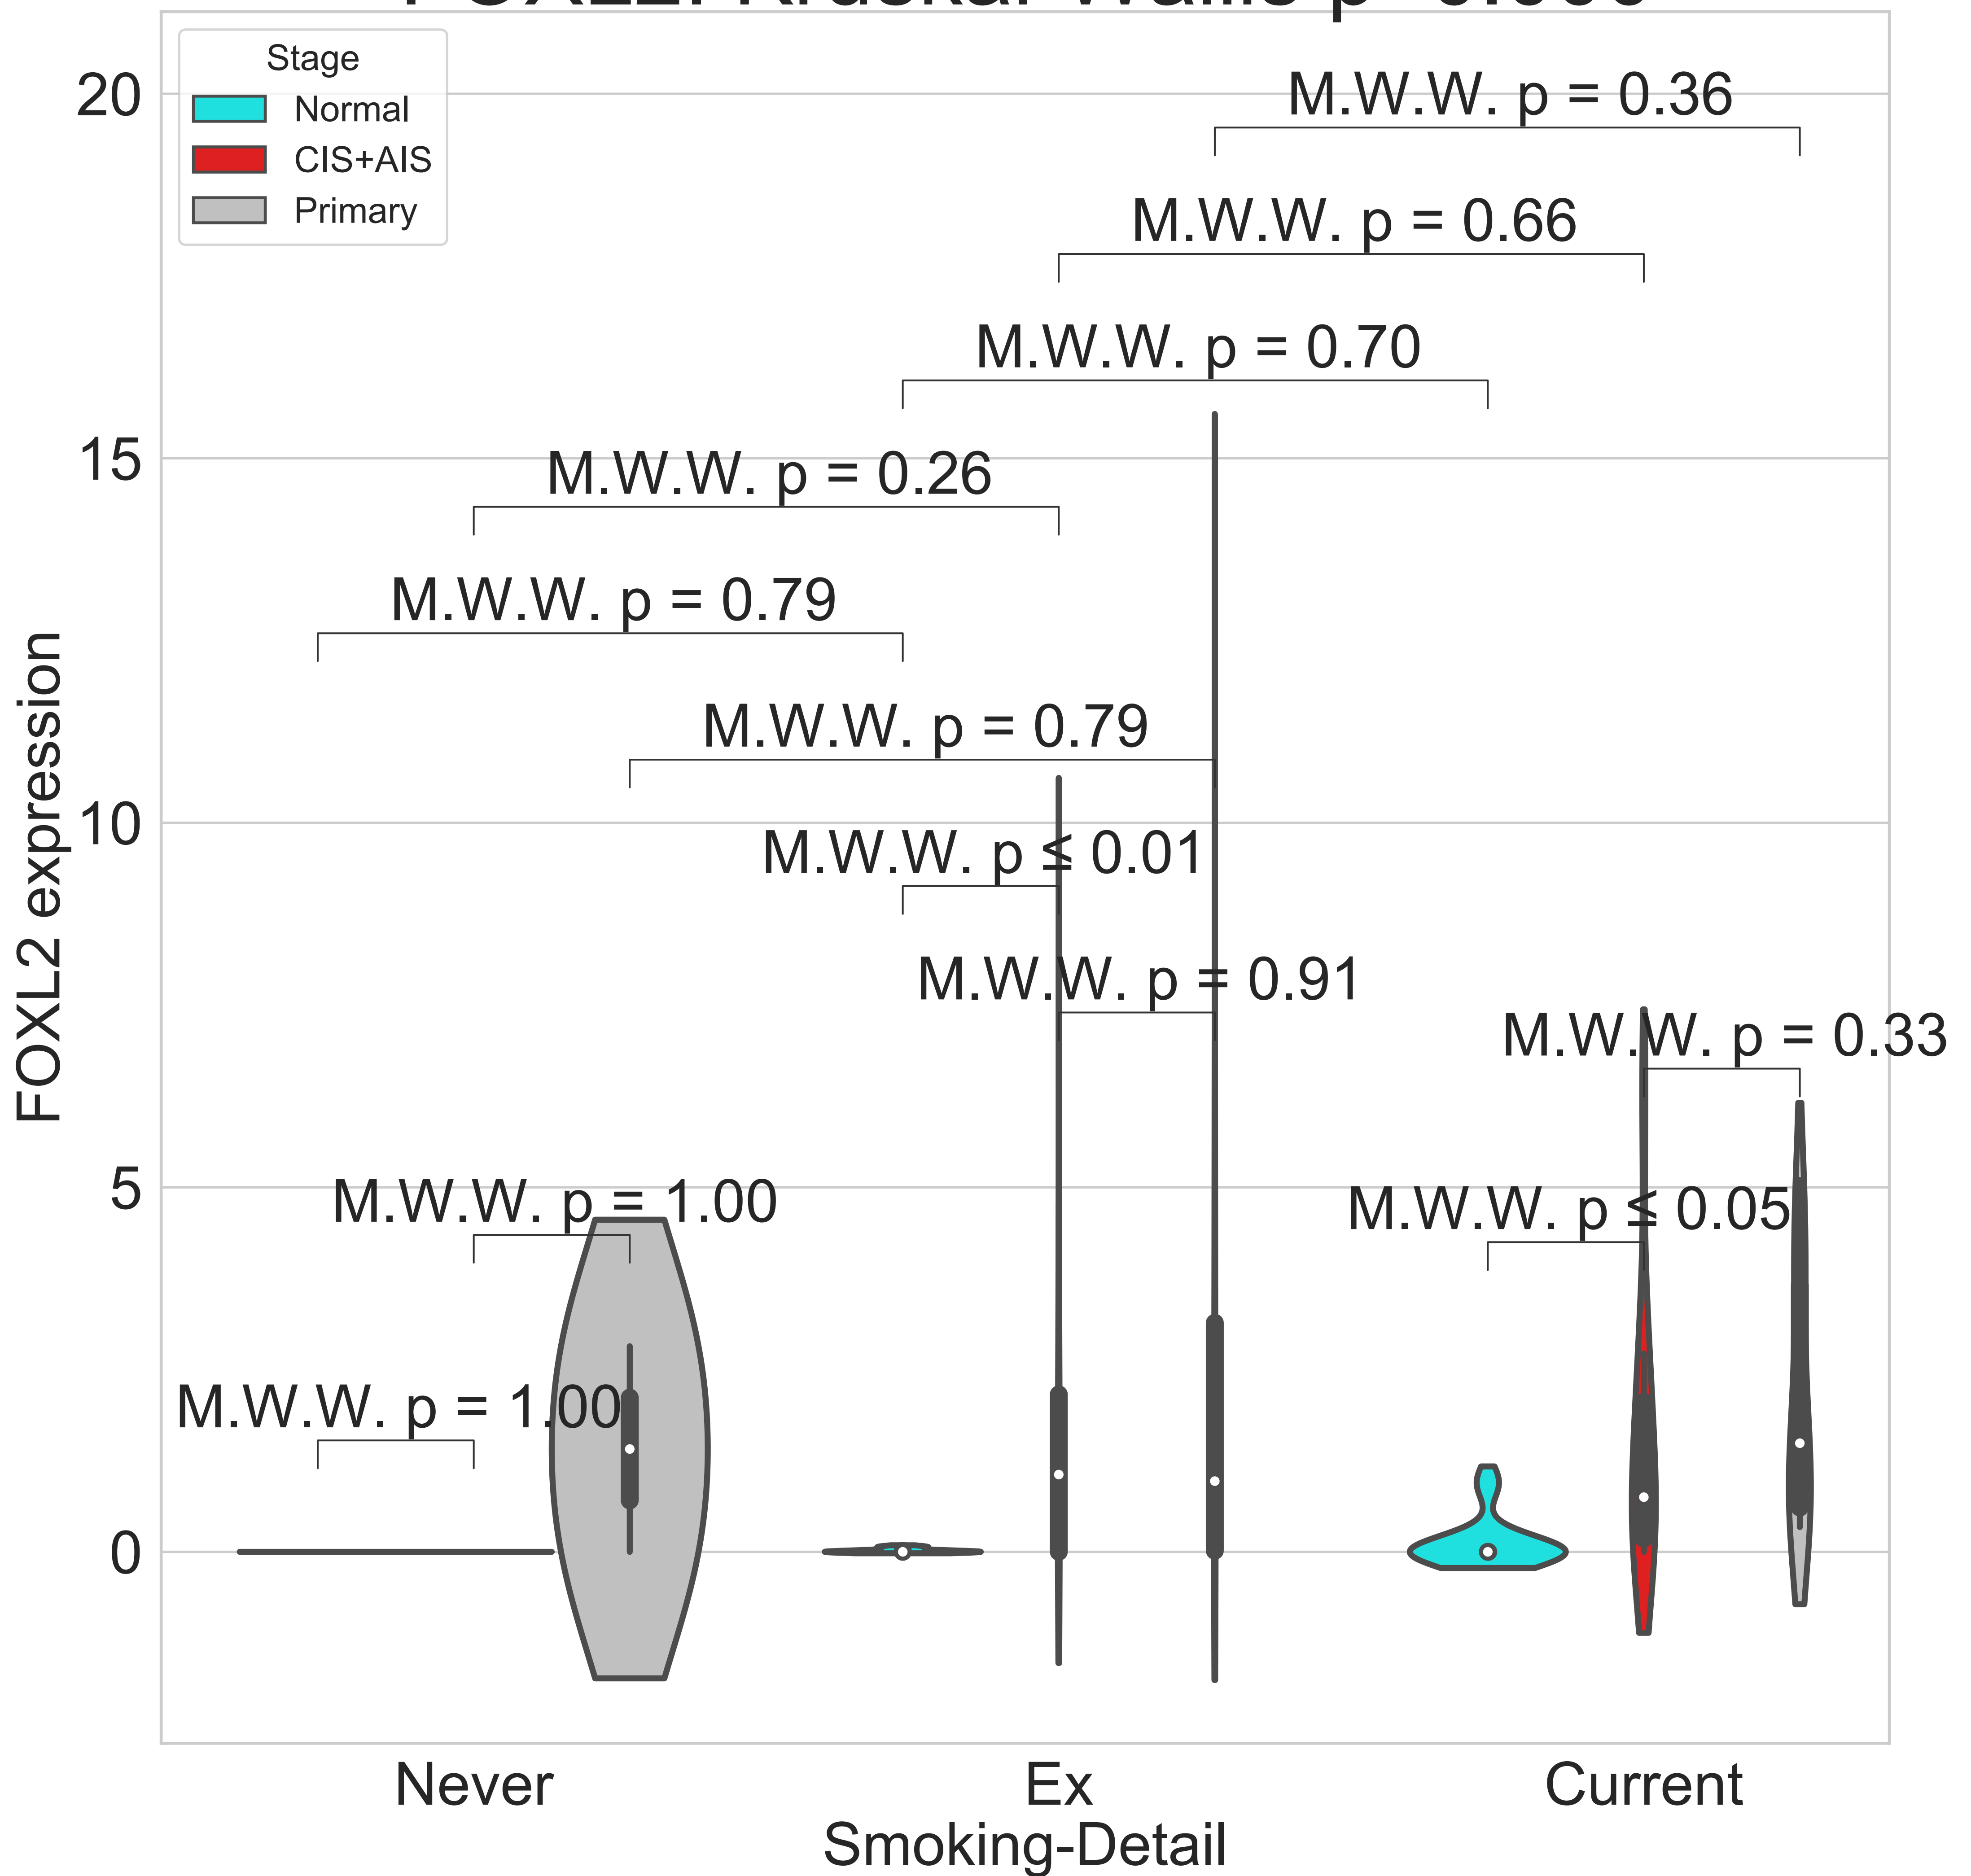 Stage
Normal
CIS+AIS
Primary
20
15
10
5
0
FOXL2 expression
M.W.W. p = 0.36
M.W.W. p = 0.66
M.W.W. p = 0.70
M.W.W. p = 0.26
M.W.W. p = 0.79
M.W.W. p = 0.79
M.W.W. p ≤ 0.01
M.W.W. p = 0.91
M.W.W. p = 0.33
M.W.W. p = 1.00
M.W.W. p ≤ 0.05
M.W.W. p = 1.00
Never
Ex
Current
Smoking-Detail